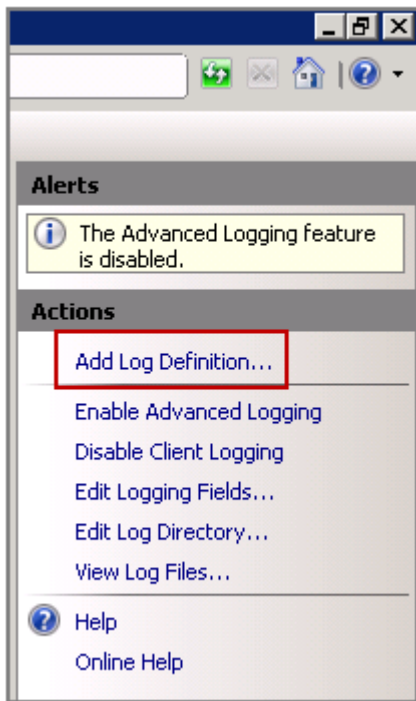 Alerts
The Advanced Logging feature
is disabled.
Actions
Add Log Definition...
Enable Advanced Logging
Disable Client Logging
Edit Logging Fields...
Edit Log Directory...
View Log Files...
Help
Online Help